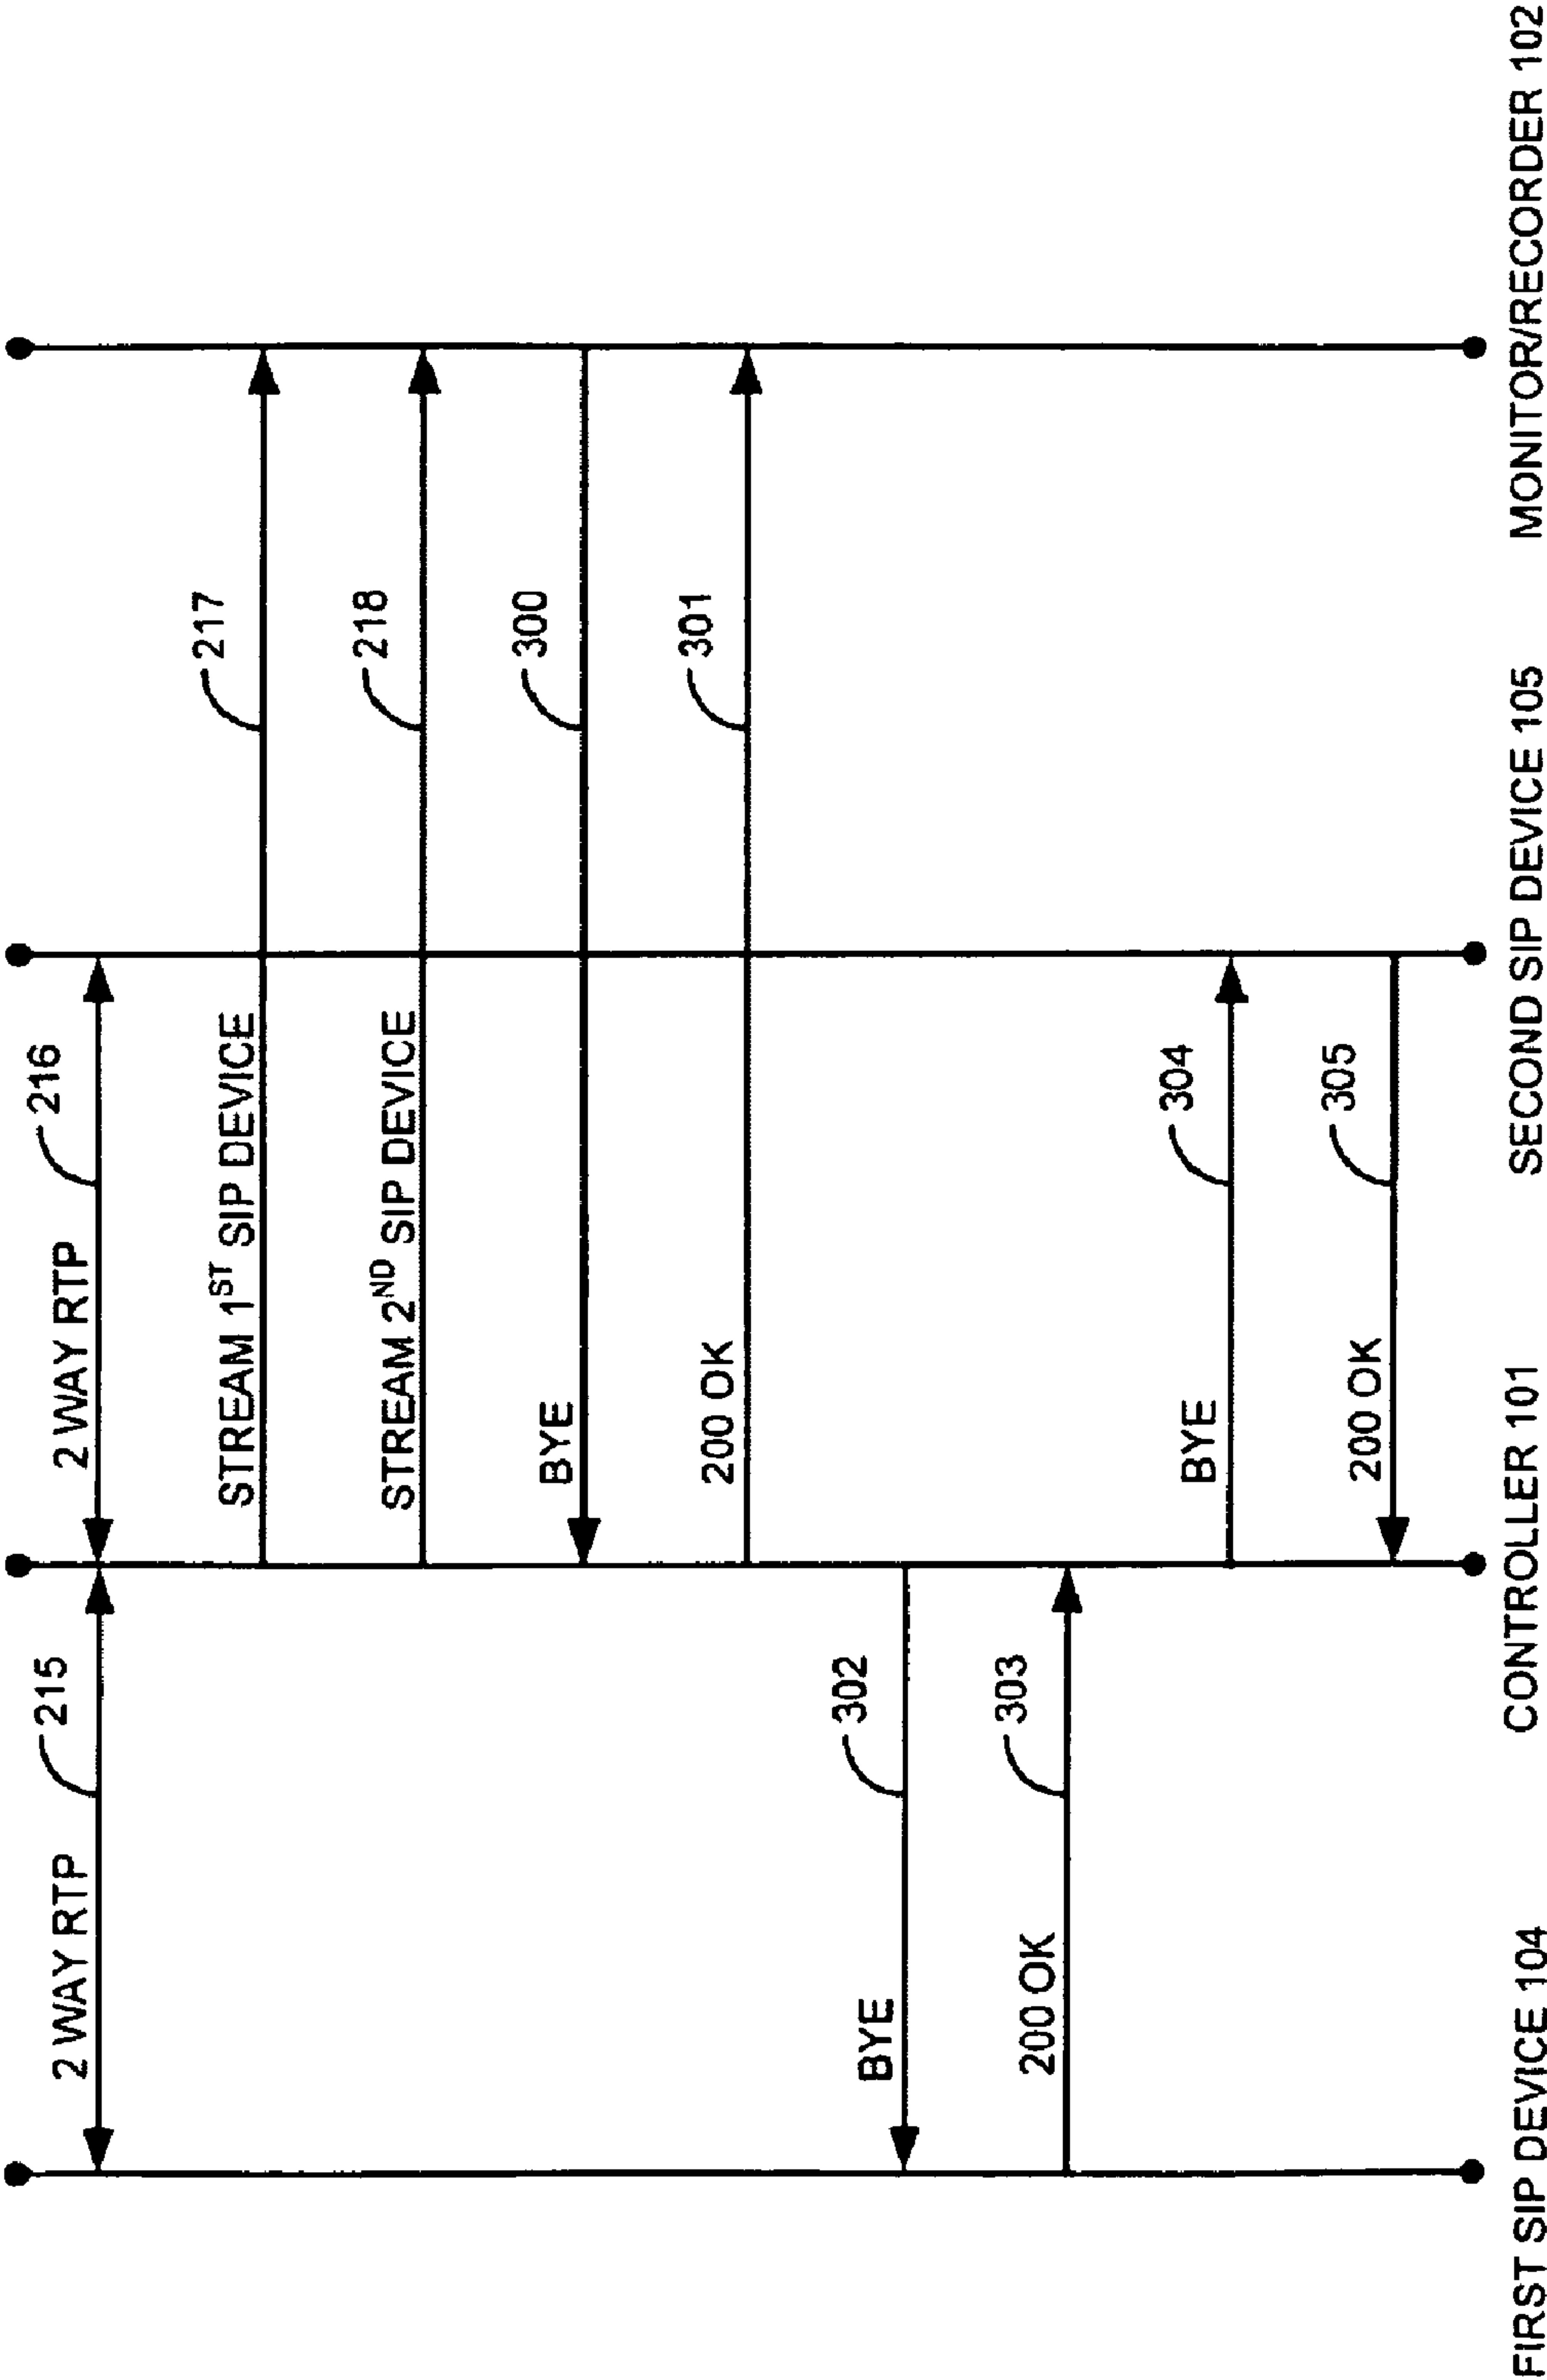 2 WAY RTP
215
2 WAY RTP
216
STREAM 1ST SIP DEVICE
217
STREAM 2ND SIP DEVICE
218
BYE
300
200 OK
301
BYE
302
200 OK
303
BYE
304
200 OK
305
FIRST SIP DEVICE 104
CONTROLLER 101
SECOND SIP DEVICE 105
MONITOR/RECORDER 102